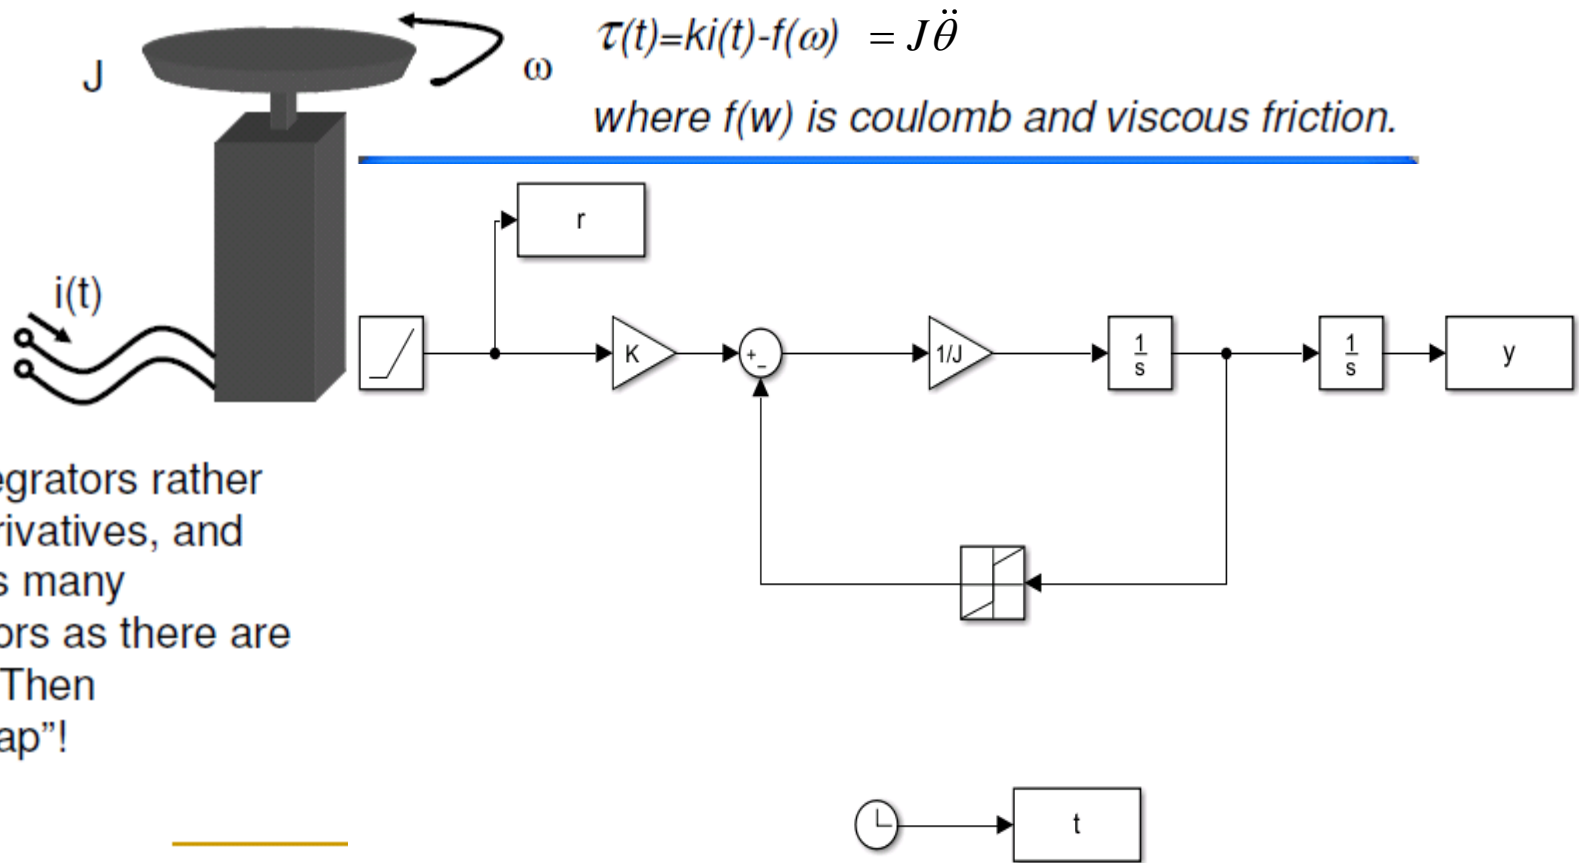 τ(t)=ki(t)-f(ω) = Jθ̈
J
ω
where f(w) is coulomb and viscous friction.
r
i(t)
K
+
−
1/J
1
s
1
s
y
egrators rather
rivatives, and
s many
ors as there are
Then
ap”!
t